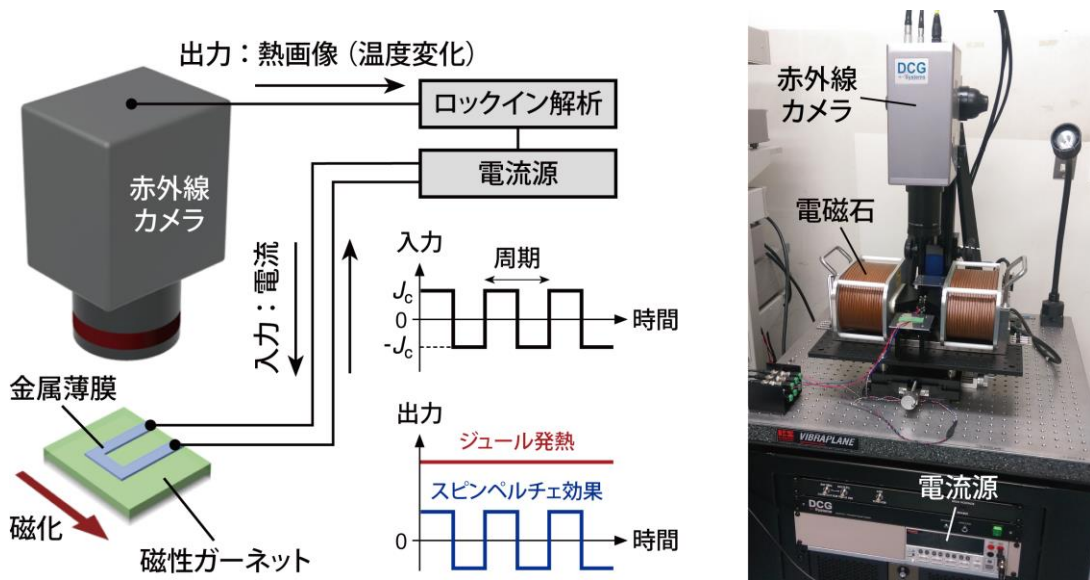 出力：熱画像（温度変化）
ロックイン解析
電流源
赤外線
カメラ
入力：電流
入力
周期
Jc
0
-Jc
時間
金属薄膜
磁化
磁性ガーネット
出力
ジュール発熱
スピンペルチェ効果
0
時間
DCG
Systems
赤外線
カメラ
電磁石
VIBRAPLANE
電流源
DCG
Systems